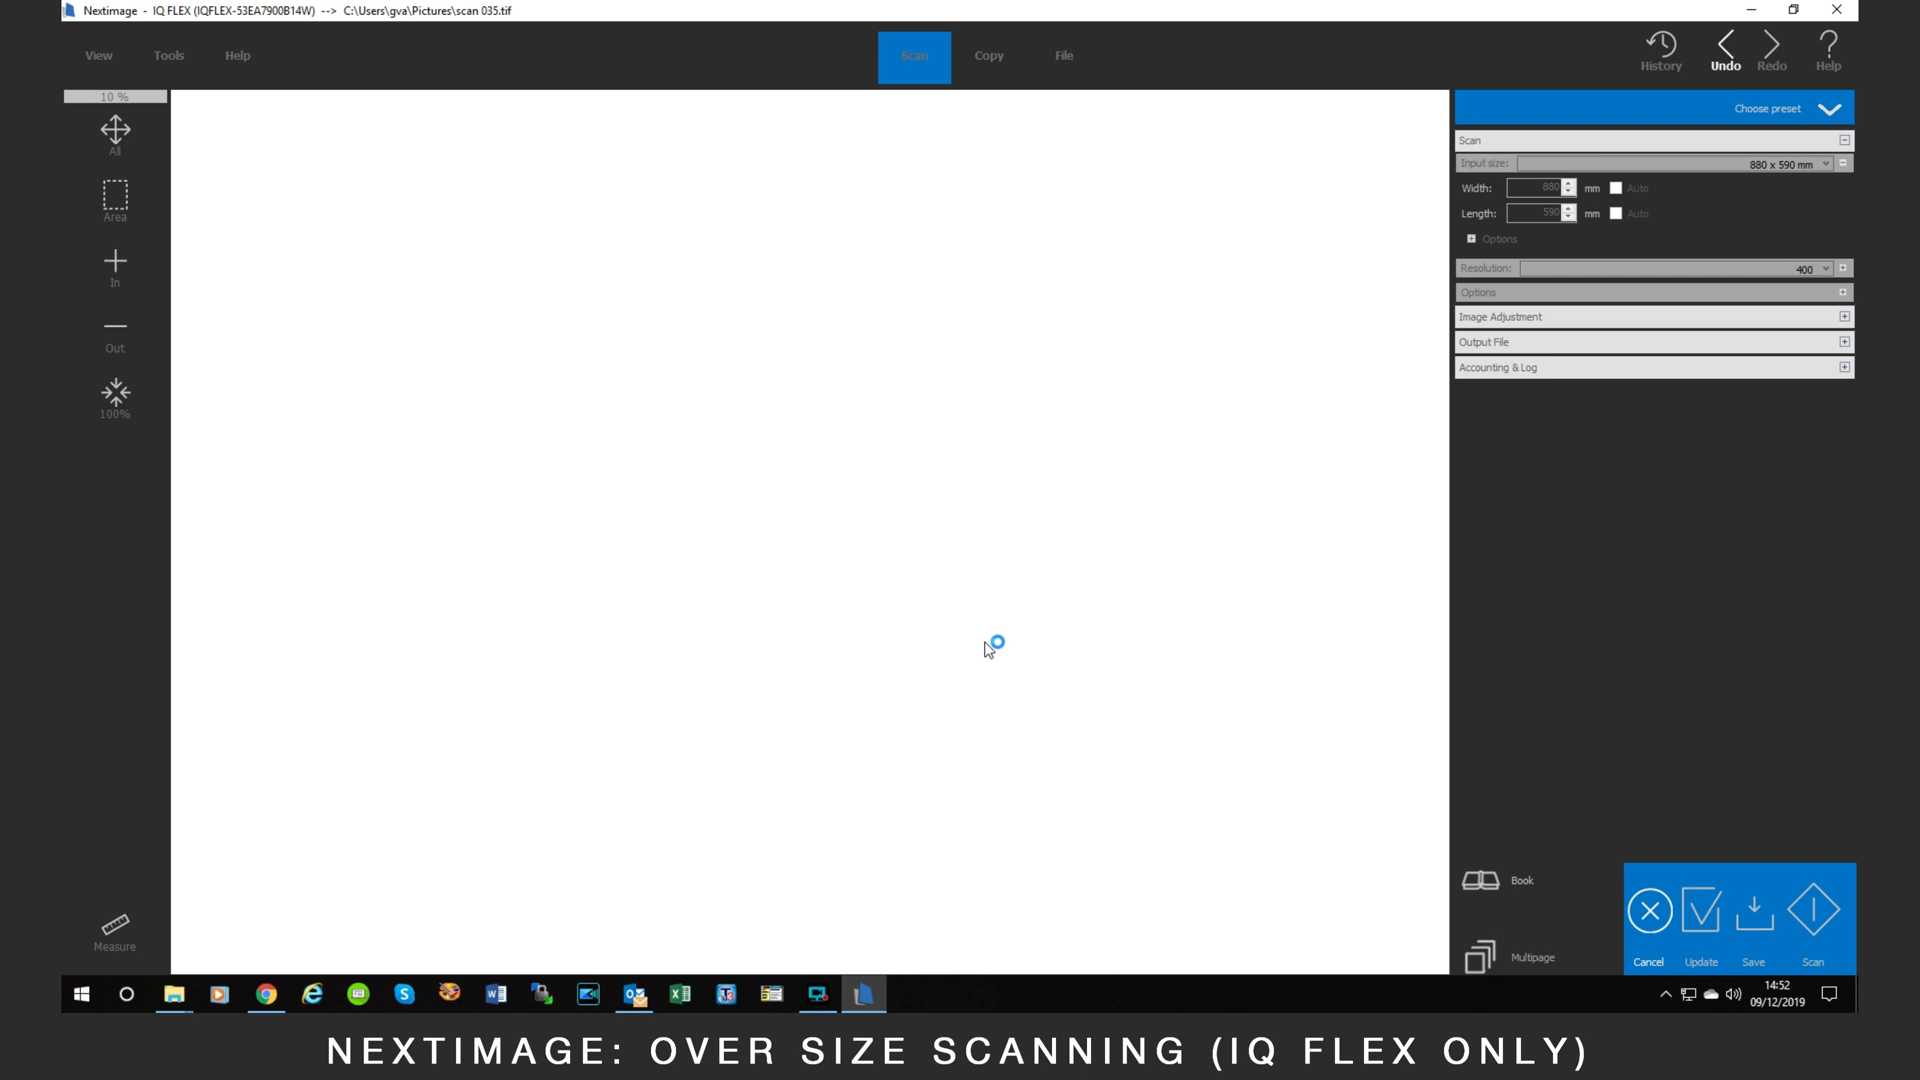 Nextimage - IQ FLEX (IQFLEX-53EA7900B14W) --> C:\Users\gva\Pictures\scan 035.tif
View Tools Help Scan Copy File History Undo Redo Help
10 %
All
Area
In
Out
100%
Measure
Choose preset
Scan
Input size: 880 x 590 mm
Width: 880 mm Auto
Length: 590 mm Auto
Options
Resolution: 400
Options
Image Adjustment
Output File
Accounting & Log
Book
Multipage
Cancel Update Save Scan
14:52
09/12/2019
NEXTIMAGE: OVER SIZE SCANNING (IQ FLEX ONLY)